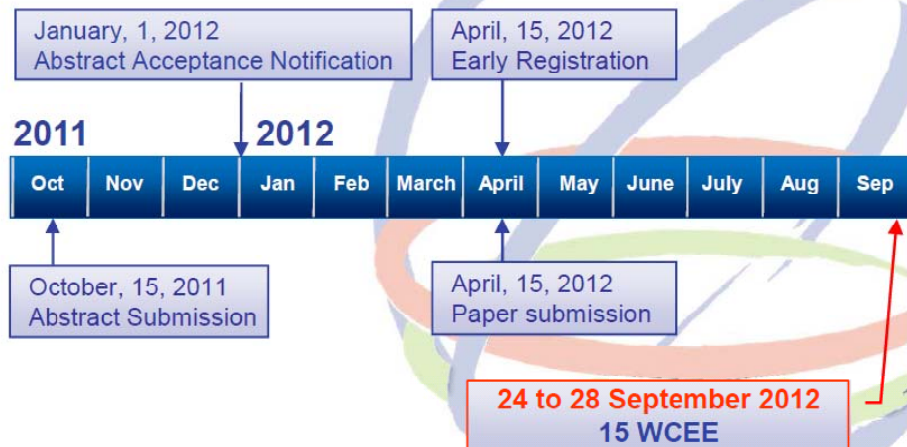 January, 1, 2012
Abstract Acceptance Notification
April, 15, 2012
Early Registration
2011
2012
Oct Nov Dec Jan Feb March April May June July Aug Sep
October, 15, 2011
Abstract Submission
April, 15, 2012
Paper submission
24 to 28 September 2012
15 WCEE